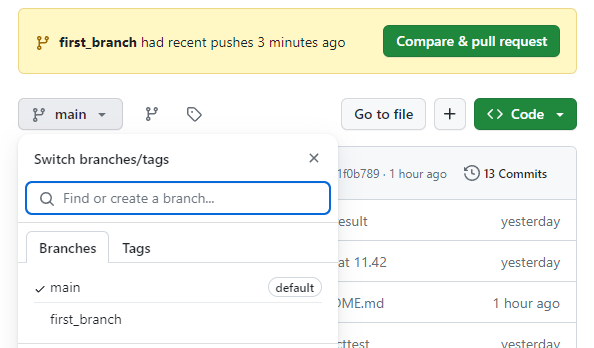 first_branch had recent pushes 3 minutes ago
Compare & pull request
main
Go to file
Code
Switch branches/tags
1f0b789 · 1 hour ago
13 Commits
Find or create a branch...
esult
yesterday
Branches
Tags
at 11.42
yesterday
main
default
OME.md
1 hour ago
first_branch
cttest
yesterday